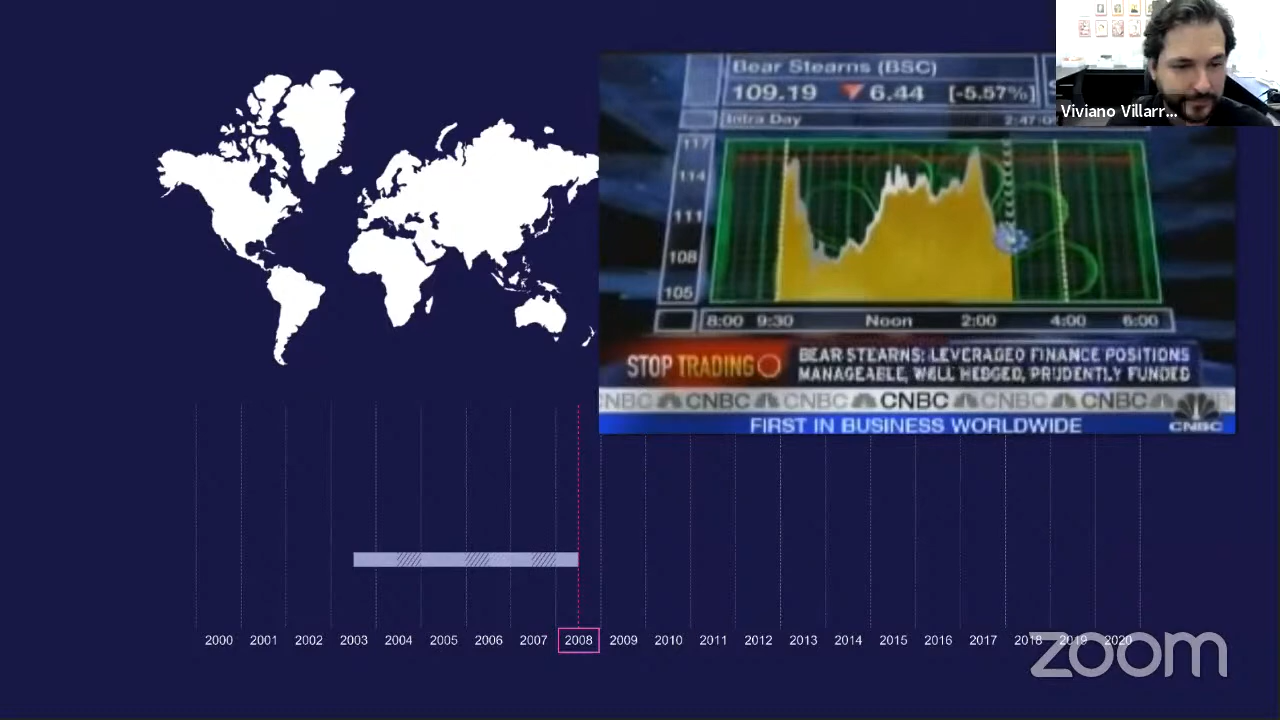 Bear Stearns (BSC)
109.19 ▼ 6.44 [-5.57%]
Intra Day
117
114
111
108
105
8:00 9:30 Noon 2:00 4:00 6:00
STOP TRADING
BEAR STEARNS: LEVERAGED FINANCE POSITIONS
MANAGEABLE, WELL HEDGED, PRUDENTLY FUNDED
CNBC CNBC CNBC CNBC CNBC CNBC
FIRST IN BUSINESS WORLDWIDE
CNBC
Viviano Villarr...
2000 2001 2002 2003 2004 2005 2006 2007 2008 2009 2010 2011 2012 2013 2014 2015 2016 2017 2018 2019 2020
zoom